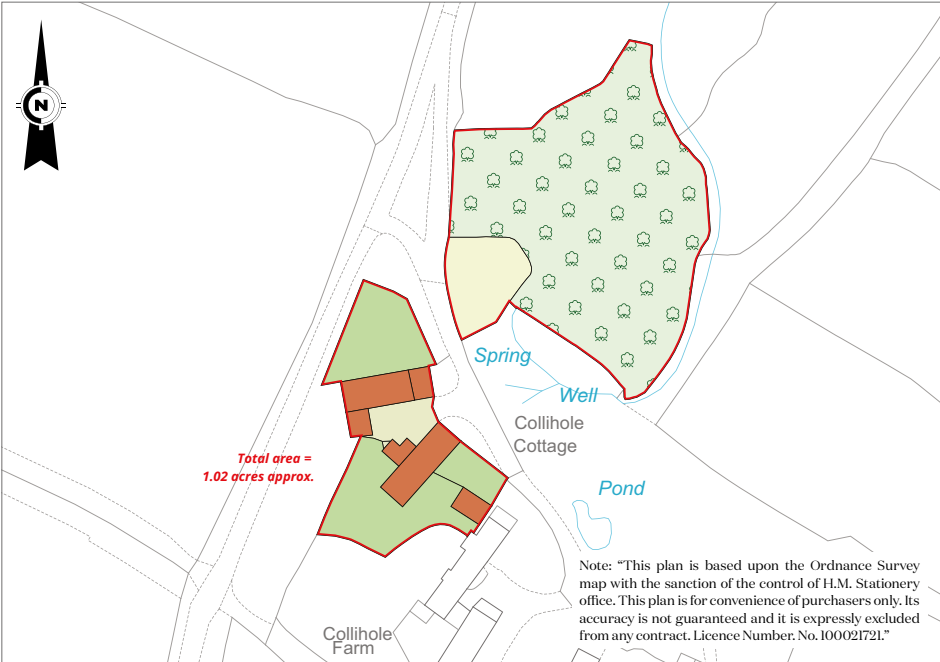 N
Spring
Well
Collihole
Cottage
Total area =
1.02 acres approx.
Pond
Note: “This plan is based upon the Ordnance Survey
map with the sanction of the control of H.M. Stationery
office. This plan is for convenience of purchasers only. Its
accuracy is not guaranteed and it is expressly excluded
from any contract. Licence Number. No. 100021721.”
Collihole
Farm